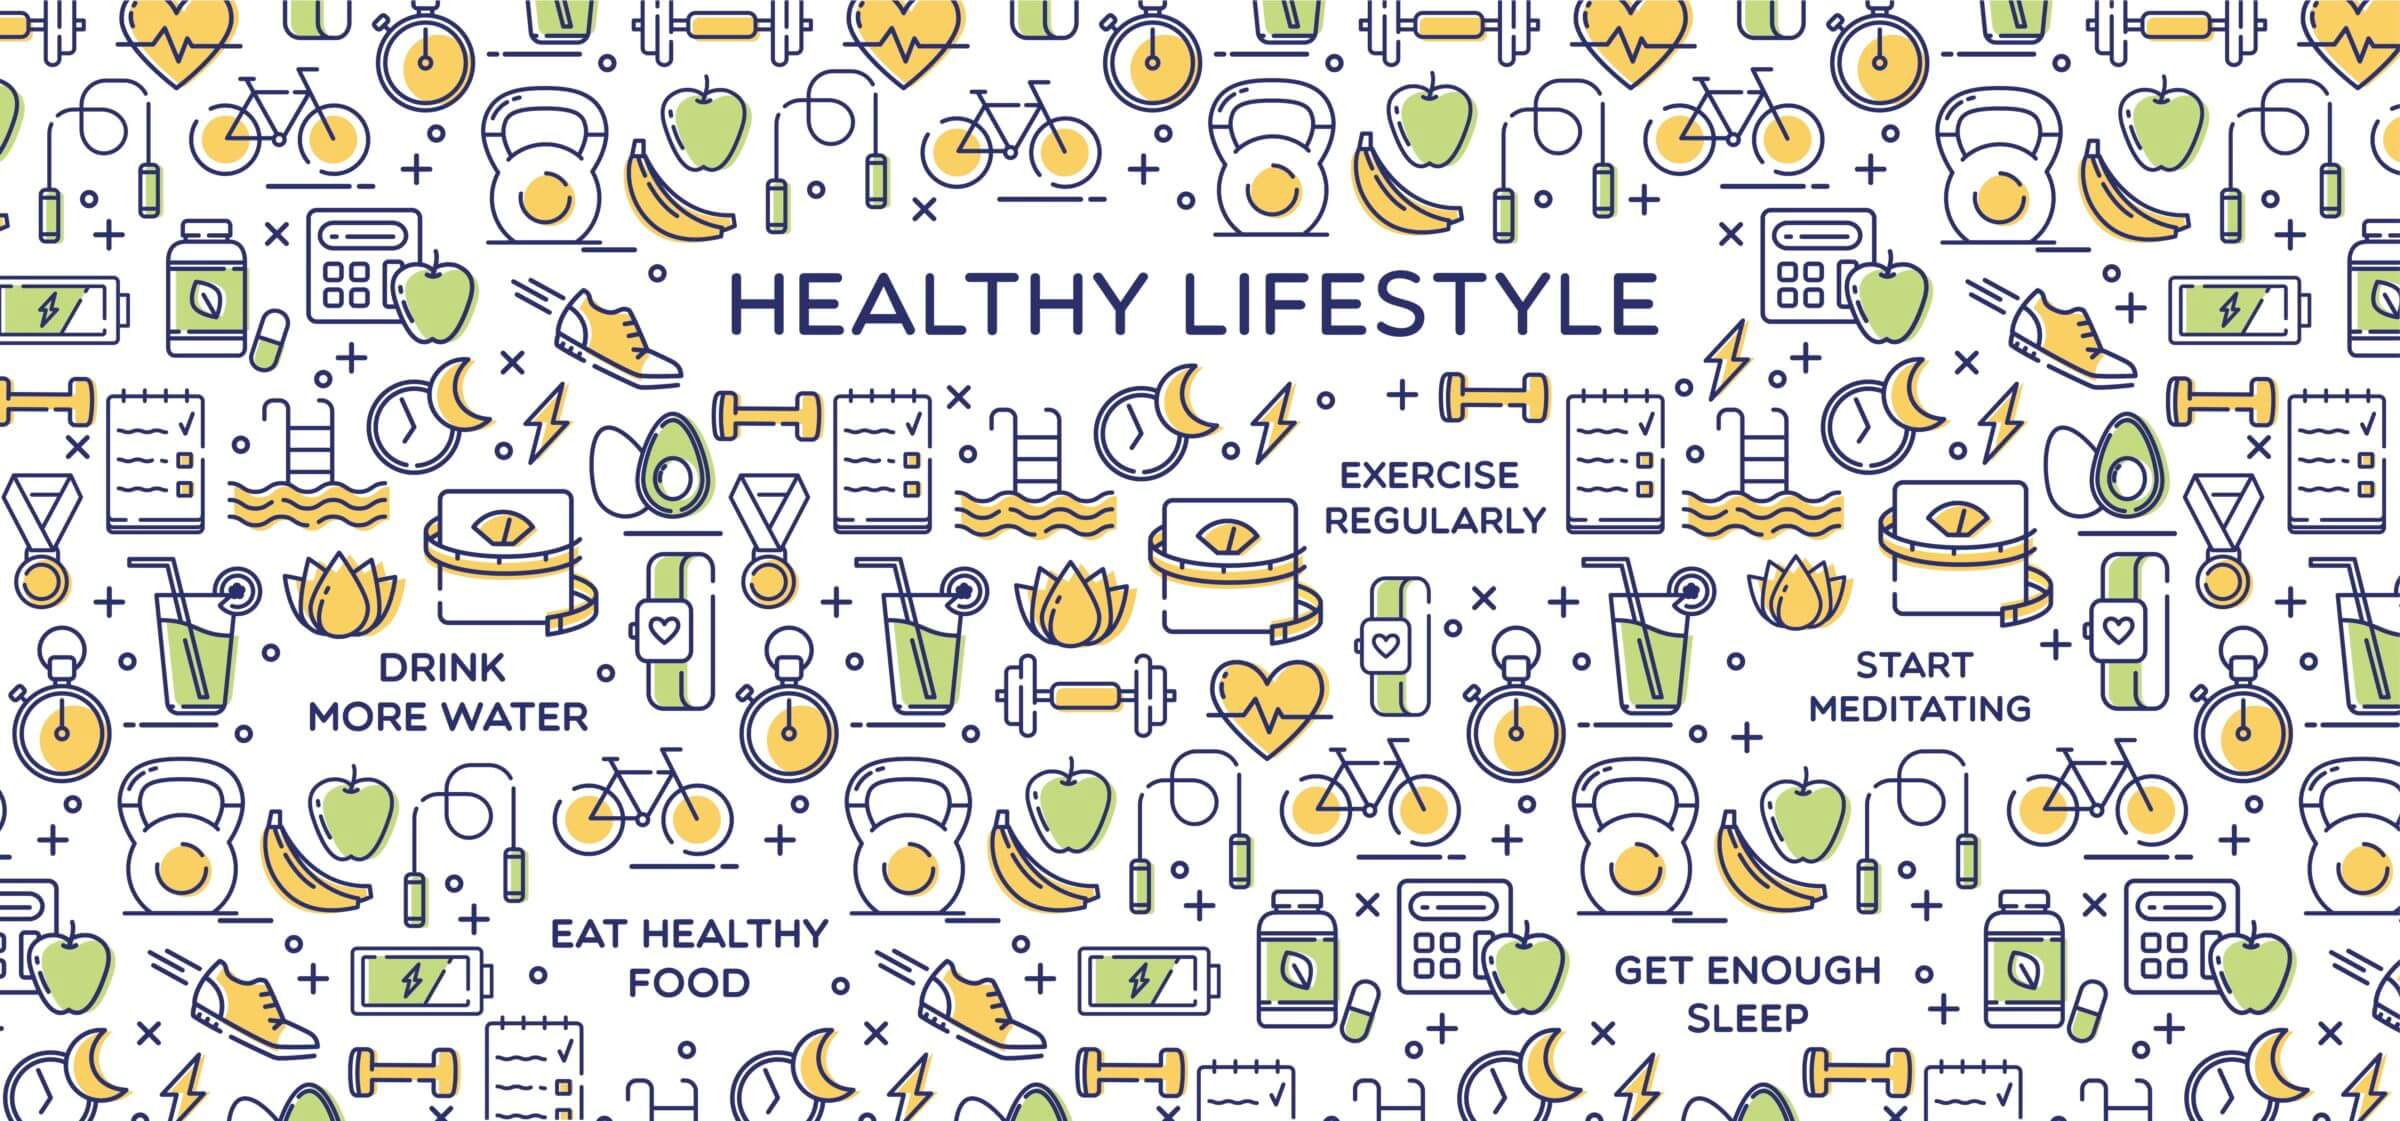 HEALTHY LIFESTYLE
EXERCISE
REGULARLY
DRINK
MORE WATER
START
MEDITATING
EAT HEALTHY
FOOD
GET ENOUGH
SLEEP